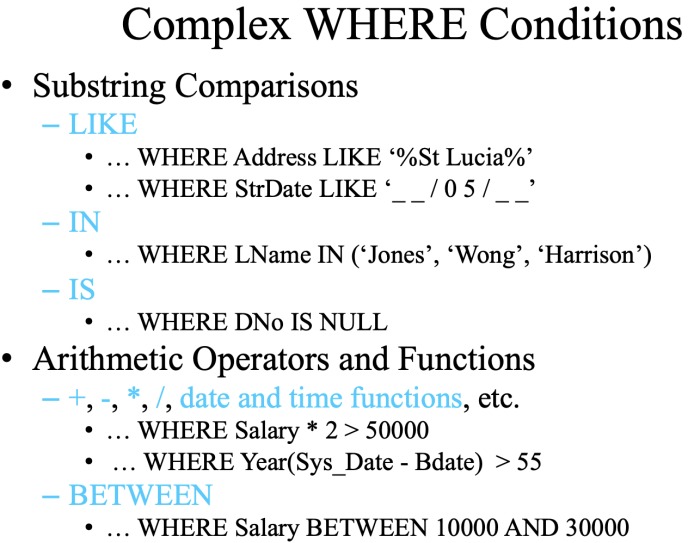 Complex WHERE Conditions
• Substring Comparisons
– LIKE
• … WHERE Address LIKE ‘%St Lucia%’
• … WHERE StrDate LIKE ‘_ _ / 0 5 / _ _’
– IN
• … WHERE LName IN (‘Jones’, ‘Wong’, ‘Harrison’)
– IS
• … WHERE DNo IS NULL
• Arithmetic Operators and Functions
– +, -, *, /, date and time functions, etc.
• … WHERE Salary * 2 > 50000
• … WHERE Year(Sys_Date - Bdate) > 55
– BETWEEN
• … WHERE Salary BETWEEN 10000 AND 30000